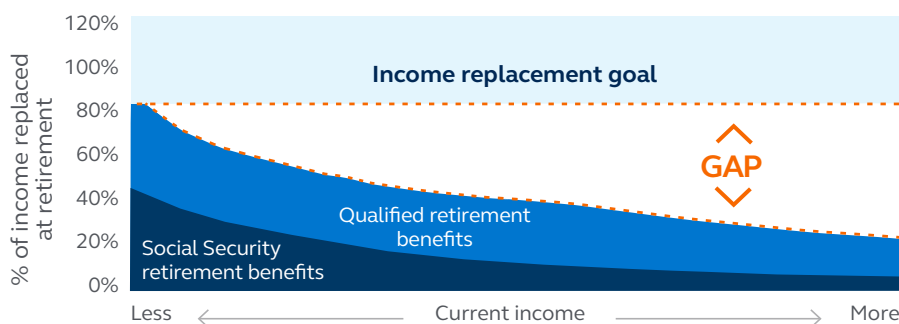 % of income replaced
at retirement
120%
100%
80%
60%
40%
20%
0%
Income replacement goal
GAP
Qualified retirement
benefits
Social Security
retirement benefits
Less
Current income
More